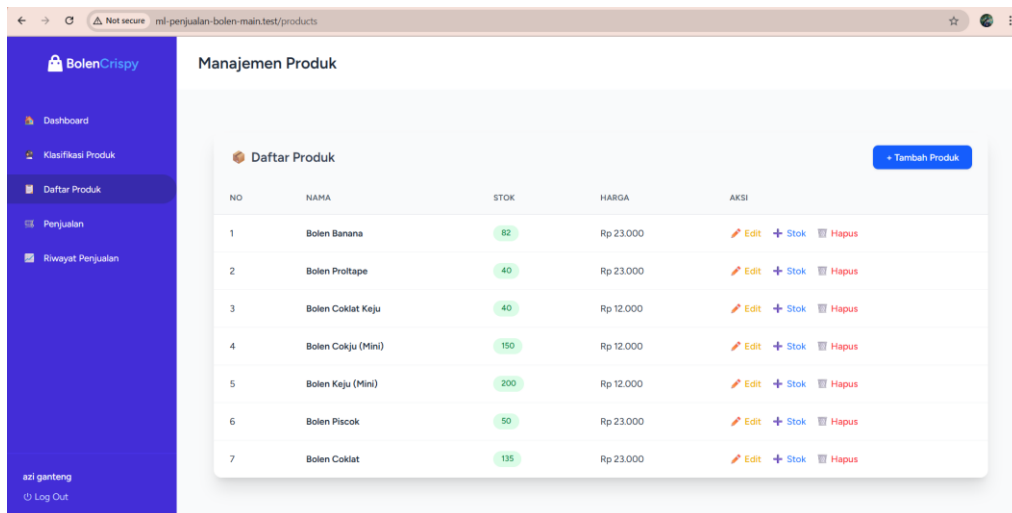 Not secure ml-penjualan-bolen-main.test/products
BolenCrispy
Manajemen Produk
Dashboard
Klasifikasi Produk
Daftar Produk
Penjualan
Riwayat Penjualan
Daftar Produk
+ Tambah Produk
NO NAMA STOK HARGA AKSI
1 Bolen Banana 82 Rp 23.000 Edit + Stok Hapus
2 Bolen Proltape 40 Rp 23.000 Edit + Stok Hapus
3 Bolen Coklat Keju 40 Rp 12.000 Edit + Stok Hapus
4 Bolen Cokju (Mini) 150 Rp 12.000 Edit + Stok Hapus
5 Bolen Keju (Mini) 200 Rp 12.000 Edit + Stok Hapus
6 Bolen Piscok 50 Rp 23.000 Edit + Stok Hapus
7 Bolen Coklat 135 Rp 23.000 Edit + Stok Hapus
azi ganteng
Log Out